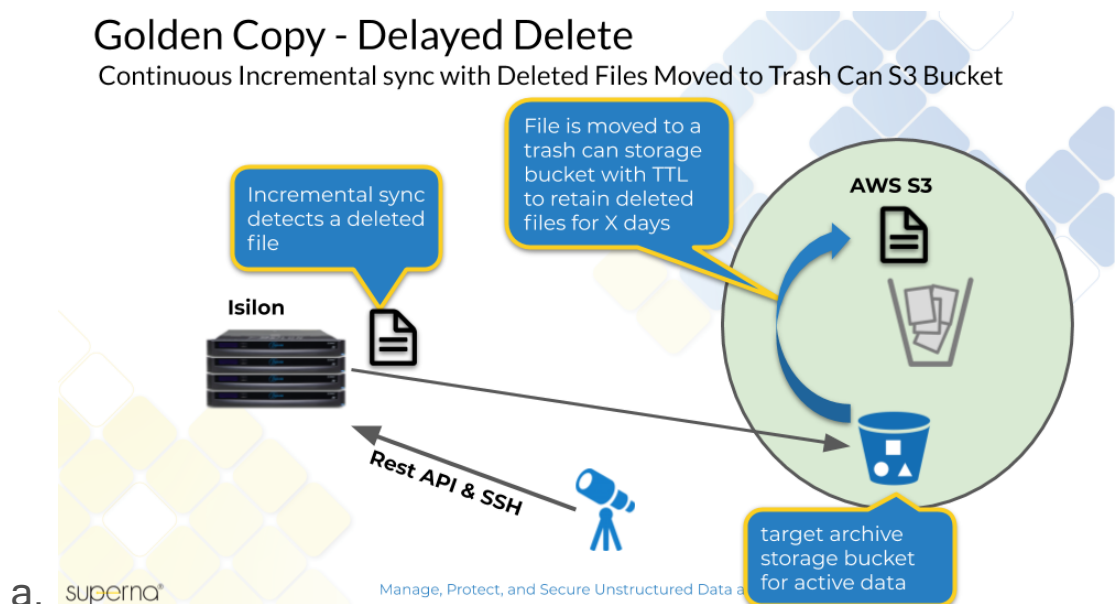 Golden Copy - Delayed Delete
Continuous Incremental sync with Deleted Files Moved to Trash Can S3 Bucket
File is moved to a
trash can storage
bucket with TTL
to retain deleted
files for X days
Incremental sync
detects a deleted
file
AWS S3
Isilon
Rest API & SSH
target archive
storage bucket
for active data
a.
superna®
Manage, Protect, and Secure Unstructured Data a